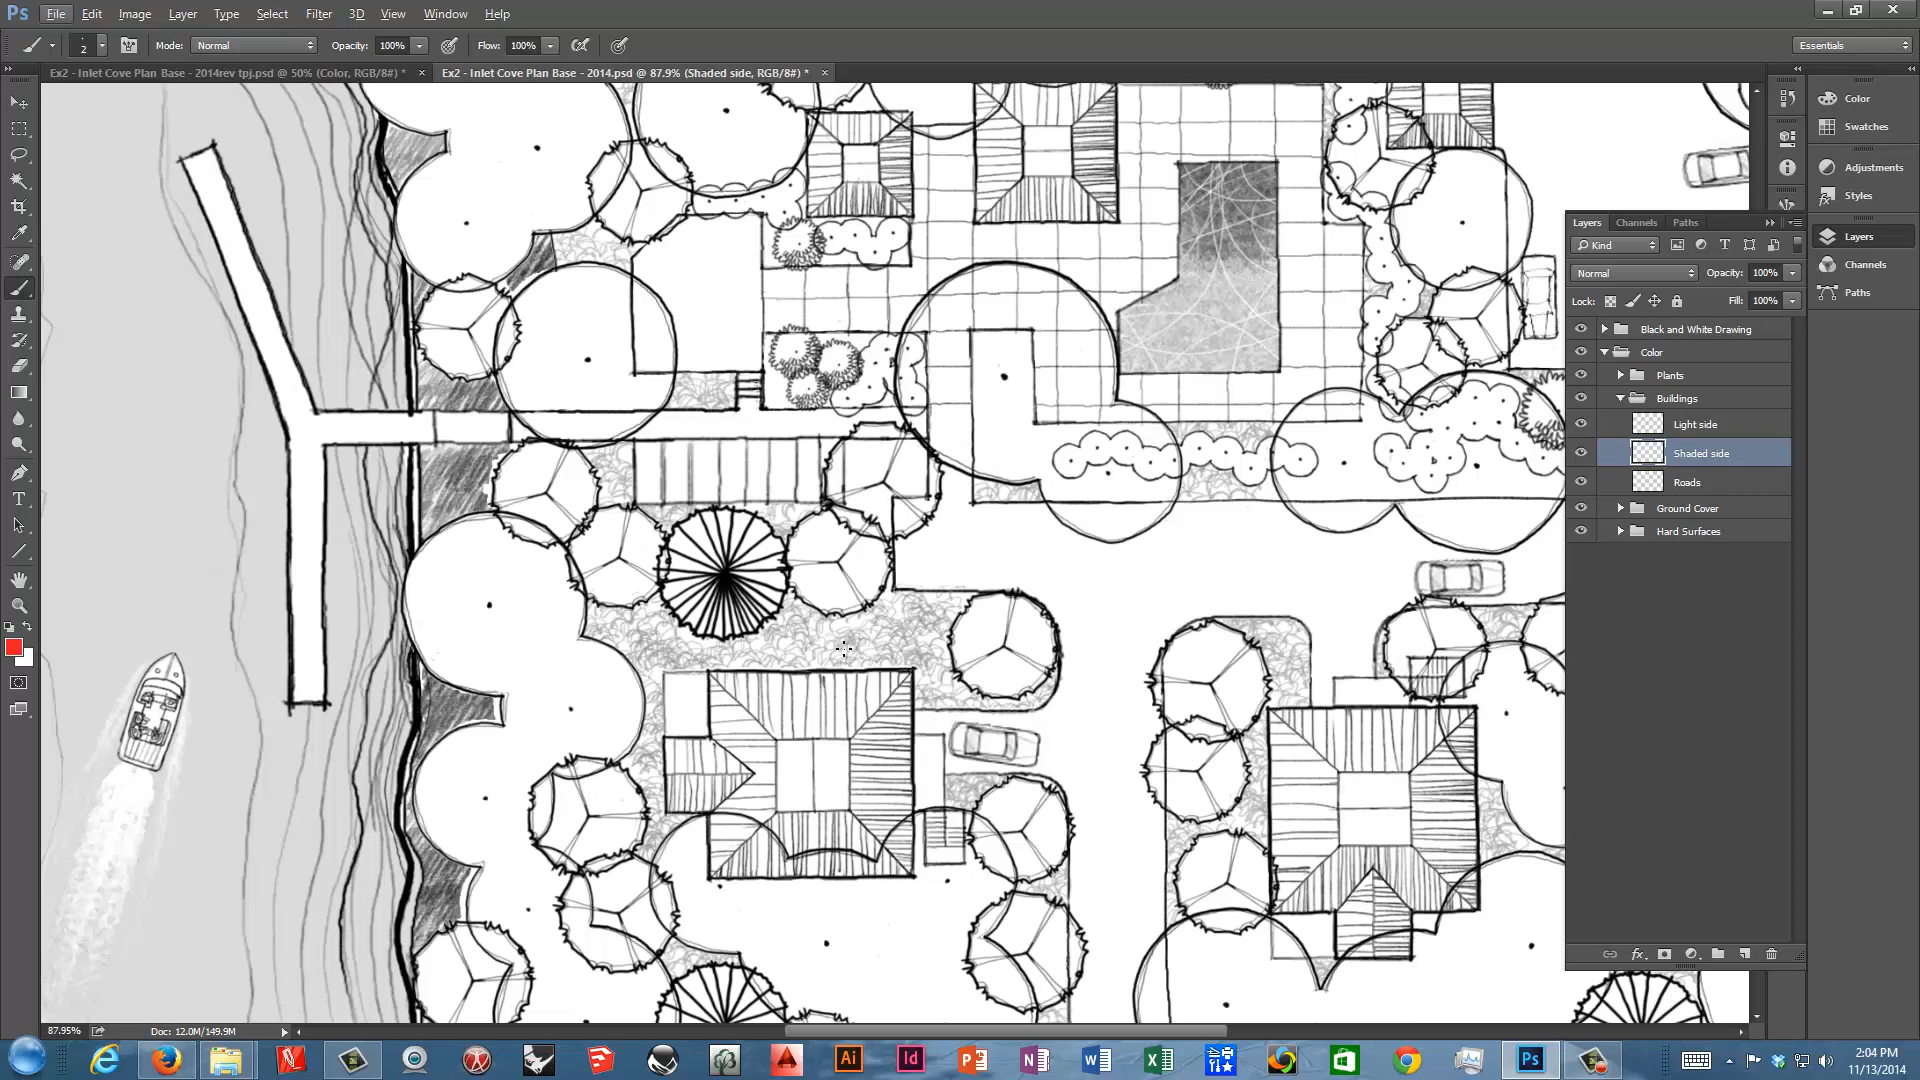 Ps File Edit Image Layer Type Select Filter 3D View Window Help
2 Mode: Normal Opacity: 100% Flow: 100% Essentials
Ex2 - Inlet Cove Plan Base - 2014rev tpj.psd @ 50% (Color, RGB/8#) * × Ex2 - Inlet Cove Plan Base - 2014.psd @ 87.9% (Shaded side, RGB/8#) * ×
Color
Swatches
Adjustments
Styles
Layers
Channels
Paths
Layers Channels Paths
Kind
Normal Opacity: 100%
Lock: Fill: 100%
Black and White Drawing
Color
Plants
Buildings
Light side
Shaded side
Roads
Ground Cover
Hard Surfaces
87.95% Doc: 12.0M/149.9M
2:04 PM
11/13/2014